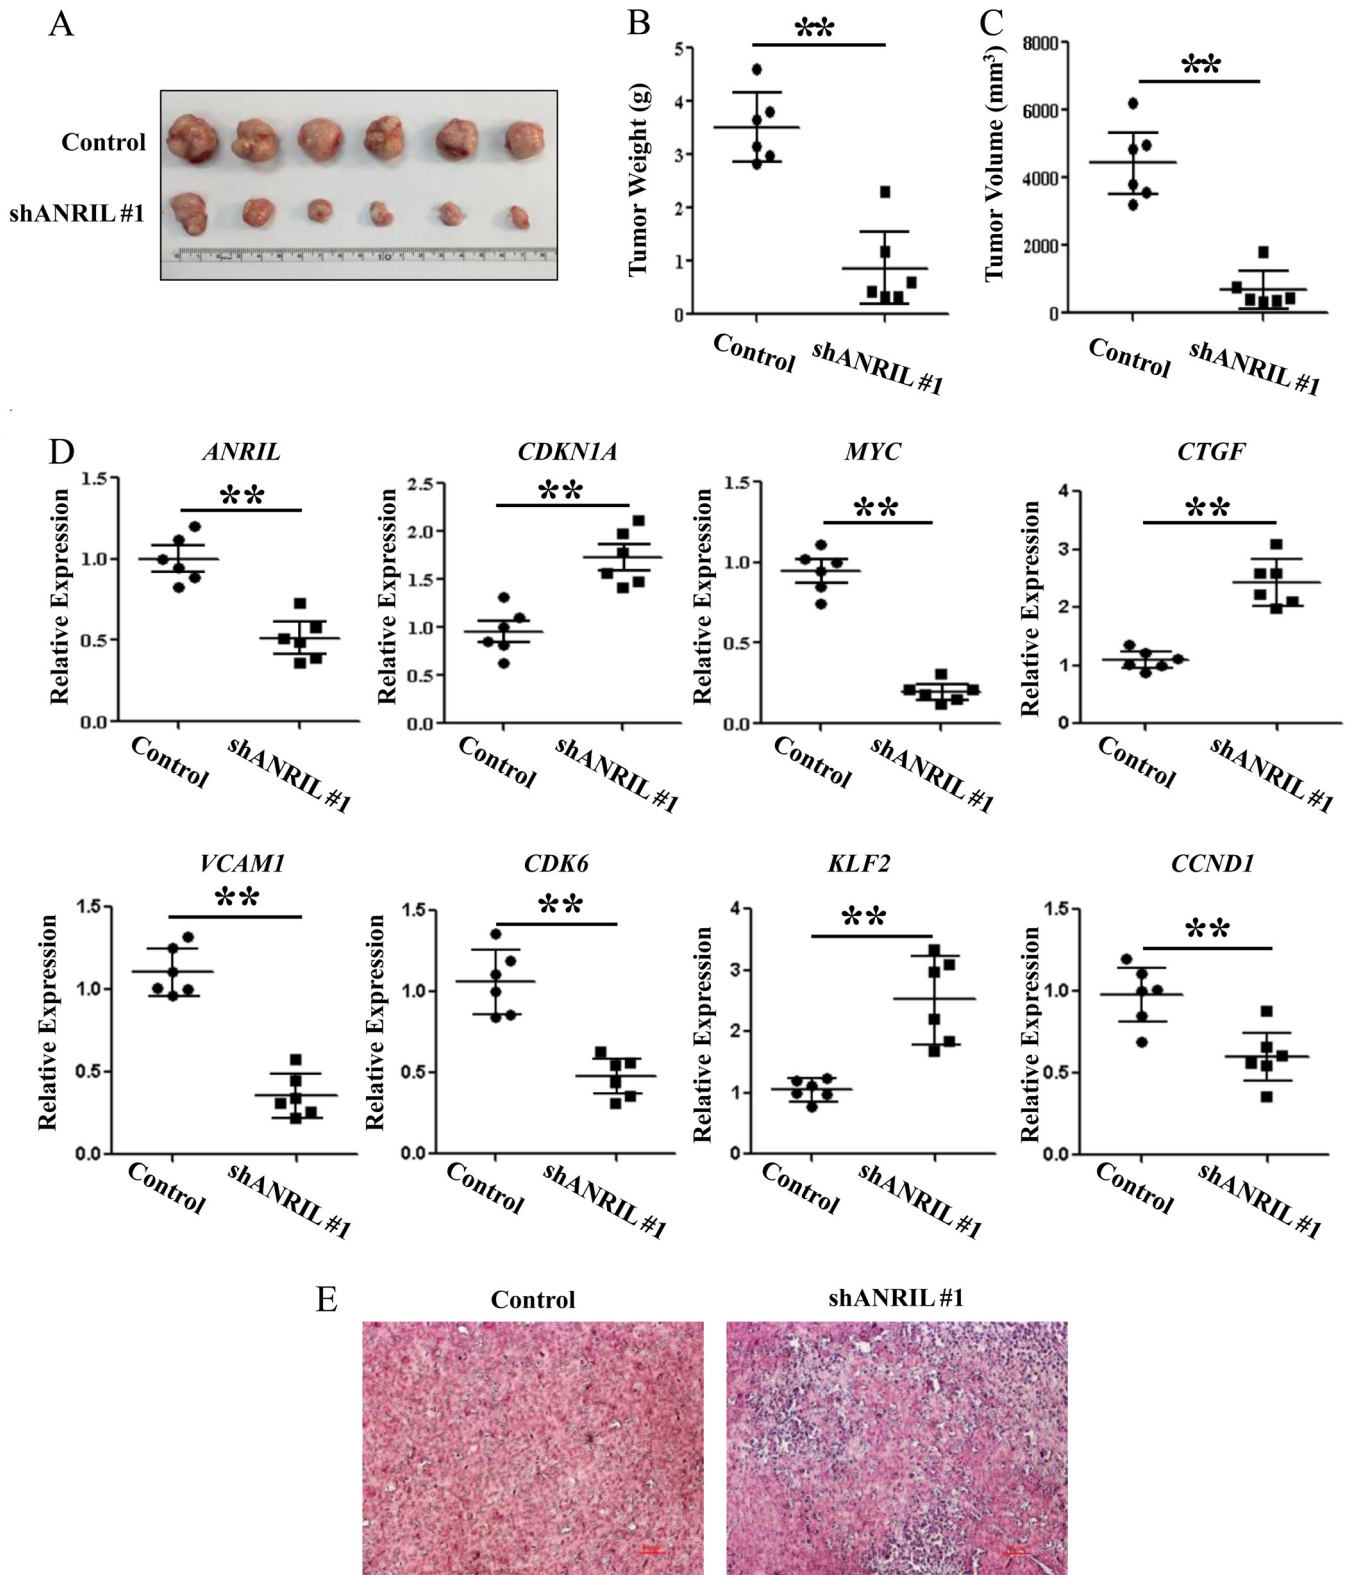 A
Control
shANRIL #1
10
B
**
Tumor Weight (g)
5
4
3
2
1
0
Control
shANRIL #1
C
**
Tumor Volume (mm³)
8000
6000
4000
2000
0
Control
shANRIL #1
D
ANRIL
**
Relative Expression
1.5
1.0
0.5
0.0
Control
shANRIL #1
CDKN1A
**
Relative Expression
2.5
2.0
1.5
1.0
0.5
0.0
Control
shANRIL #1
MYC
**
Relative Expression
1.5
1.0
0.5
0.0
Control
shANRIL #1
CTGF
**
Relative Expression
4
3
2
1
0
Control
shANRIL #1
VCAM1
**
Relative Expression
1.5
1.0
0.5
0.0
Control
shANRIL #1
CDK6
**
Relative Expression
1.5
1.0
0.5
0.0
Control
shANRIL #1
KLF2
**
Relative Expression
4
3
2
1
0
Control
shANRIL #1
CCND1
**
Relative Expression
1.5
1.0
0.5
0.0
Control
shANRIL #1
E
Control
shANRIL #1